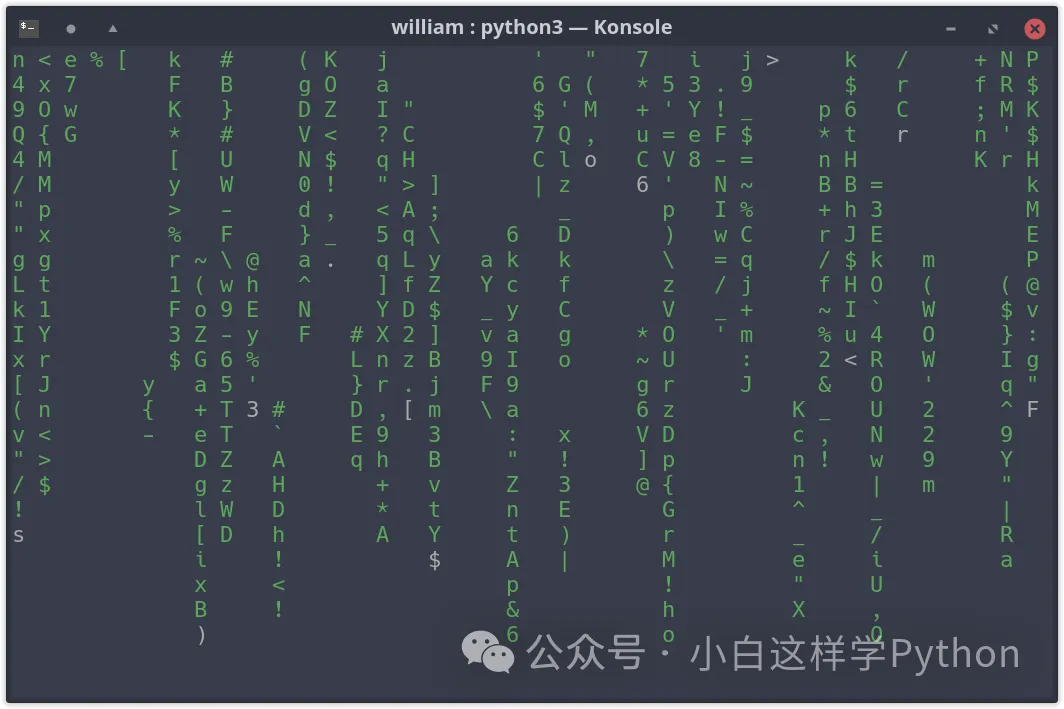 william : python3 — Konsole
n < e % [ k # ( K j ' " 7 i j > k / + N P
4 x 7 F B g O a 6 G ( * 5 3 . 9 $ r f R $
9 O w K } D Z I " $ ' M + ' Y ! _ p 6 C ; M K
Q { G * # V < ? C 7 Q , u = e F $ * t r n ' $
4 M [ U N $ q H C l o C V 8 - = n H K r H
/ M y W 0 ! " > ] | z 6 ' N ~ B B = k
" p > - d , < A ; _ p I % + h 3 M
" x % F } _ 5 q \ 6 D ) w C r J E E
g g r ~ \ @ a . q L y a k k \ = q / $ k m P
L t 1 ( w h ^ ] f Z Y c f z / j f H O ( ( @
k 1 F o 9 E N Y D $ _ y C V _ + ~ I ` W $ v
I Y 3 Z - y F # X 2 ] v a g * O ' m % u 4 O } :
x r $ G 6 % L n z B 9 I o ~ U : 2 < R W I g
[ J y a 5 ' } r . j F 9 g r J & O ' q "
( n { + T 3 # D , [ m \ a 6 z K _ U 2 ^ F
v < - e T ` E 9 3 : x V D c , N 2 9
" > D Z A q h B " ! ] p n ! w 9 Y
/ $ g z H + v Z 3 @ { 1 | m "
! l W D * t n E G ^ _ |
s [ D h A Y t ) r _ / R
i ! $ A | M e i a
x < p ! " U
B ! & h X ,
) 6 o Q
公众号 · 小白这样学Python